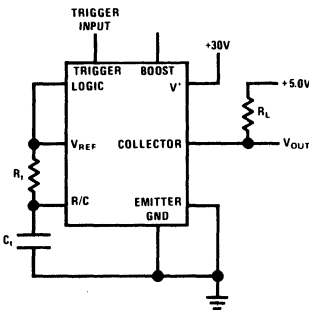 TRIGGER
INPUT
+30V
TRIGGER BOOST
LOGIC
V+
+5.0V
RL
VREF
COLLECTOR
VOUT
Rt
R/C
EMITTER
GND
Ct